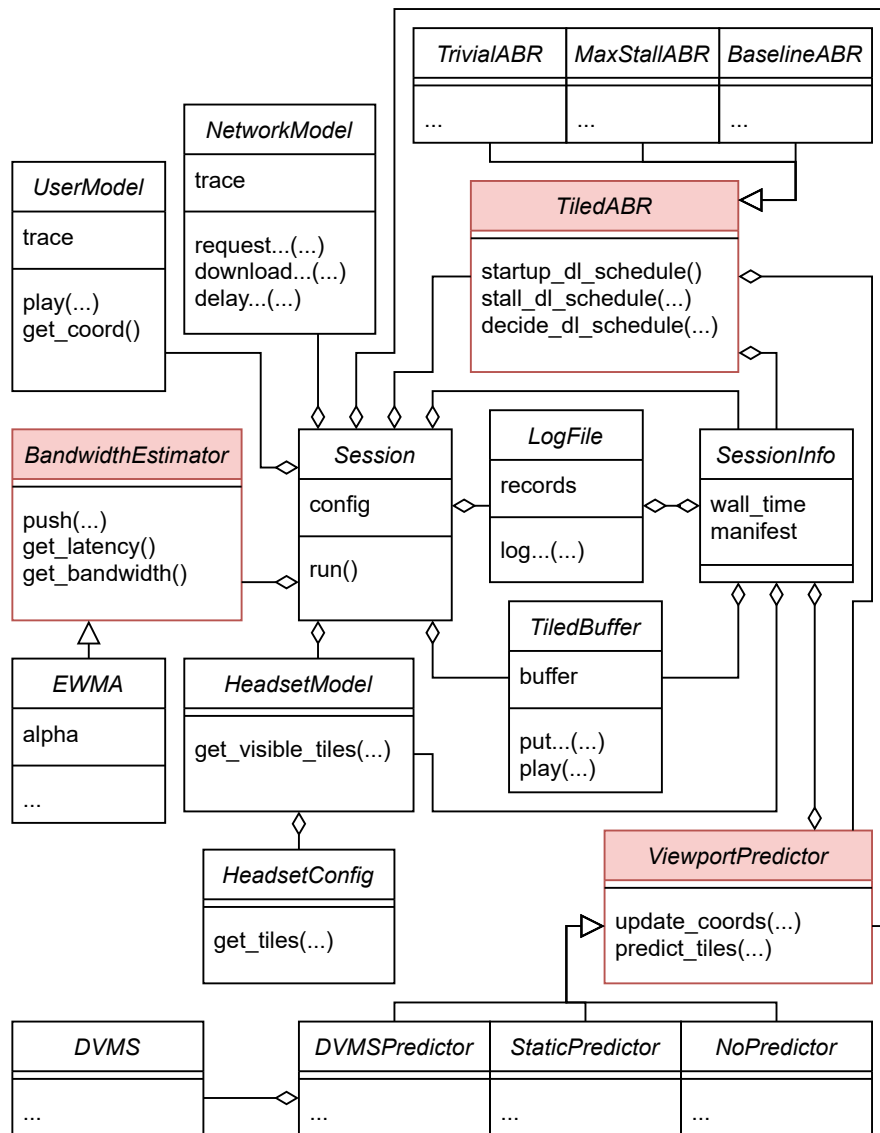 TrivialABR
...
MaxStallABR
...
BaselineABR
...
NetworkModel
trace
request...(...)
download...(...)
delay...(...)
UserModel
trace
play(...)
get_coord()
TiledABR
startup_dl_schedule()
stall_dl_schedule(...)
decide_dl_schedule(...)
BandwidthEstimator
push(...)
get_latency()
get_bandwidth()
Session
config
run()
LogFile
records
log...(...)
SessionInfo
wall_time
manifest
EWMA
alpha
...
HeadsetModel
get_visible_tiles(...)
TiledBuffer
buffer
put...(...)
play(...)
HeadsetConfig
get_tiles(...)
ViewportPredictor
update_coords(...)
predict_tiles(...)
DVMS
...
DVMSPredictor
...
StaticPredictor
...
NoPredictor
...